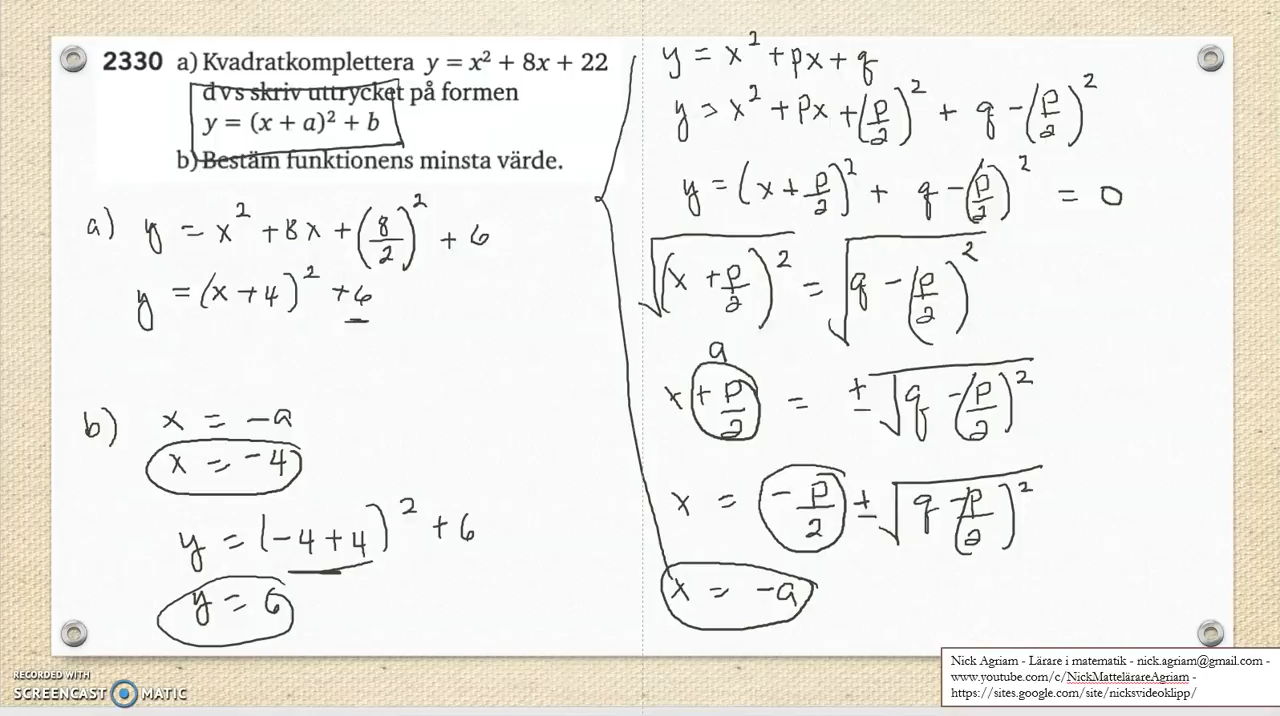 2330 a) Kvadratkomplettera y = x² + 8x + 22
dvs skriv uttrycket på formen
y = (x + a)² + b
b) Bestäm funktionens minsta värde.
a) y = x² + 8x + (8/2)² + 6
y = (x + 4)² + 6
b) x = -a
x = -4
y = (-4 + 4)² + 6
y = 6
y = x² + px + q
y = x² + px + (p/2)² + q - (p/2)²
y = (x + p/2)² + q - (p/2)² = 0
√(x + p/2)² = √q - (p/2)²
a
x + p/2 = ± √q - (p/2)²
x = - p/2 ± √q - (p/2)²
x = -a
RECORDED WITH
SCREENCAST MATIC
Nick Agriam - Lärare i matematik - nick.agriam@gmail.com -
www.youtube.com/c/NickMattelärareAgriam -
https://sites.google.com/site/nicksvideoklipp/